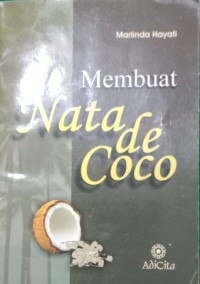 Marlinda Hayati
Membuat
Nata
de
Coco
AdiCita